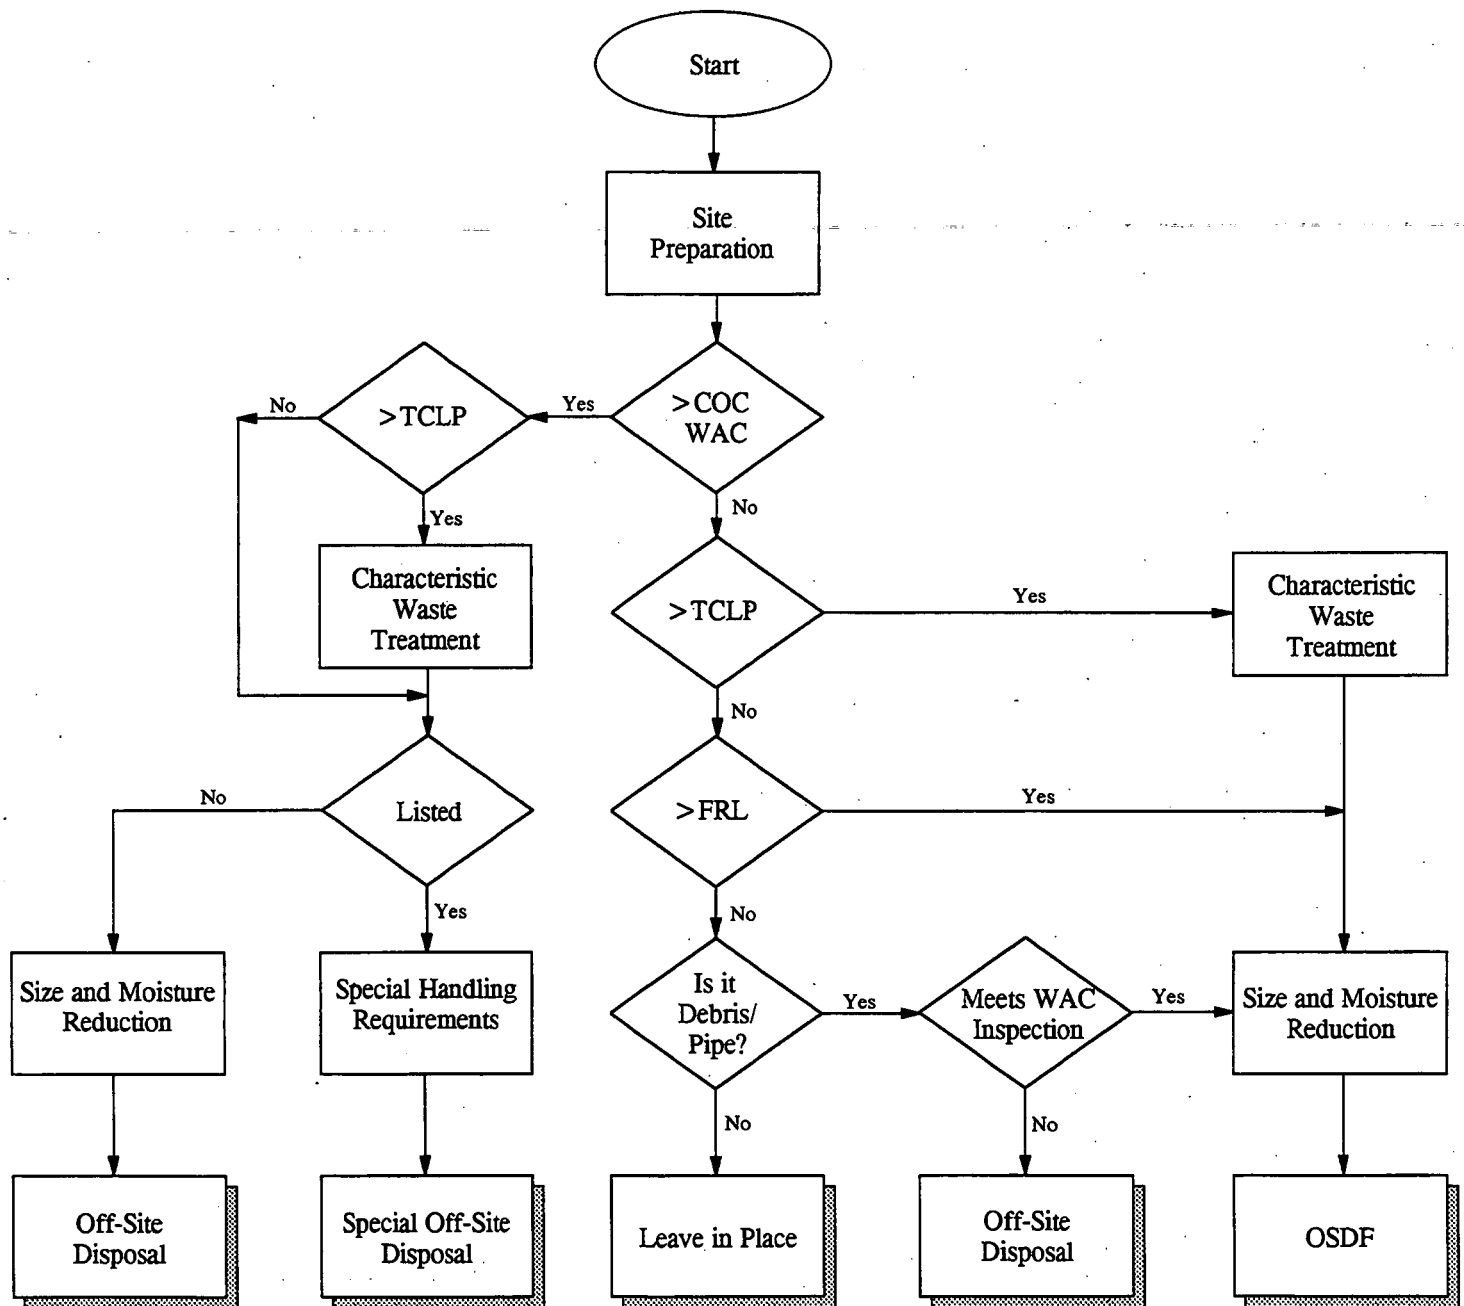 Start
Site
Preparation
>COC
WAC
Yes
>TCLP
No
Yes
Characteristic
Waste
Treatment
No
>TCLP
Yes
Characteristic
Waste
Treatment
No
Listed
No
Yes
>FRL
Yes
No
Size and Moisture
Reduction
Special Handling
Requirements
Is it
Debris/
Pipe?
Yes
Meets WAC
Inspection
Yes
Size and Moisture
Reduction
No
No
Off-Site
Disposal
Special Off-Site
Disposal
Leave in Place
Off-Site
Disposal
OSDF